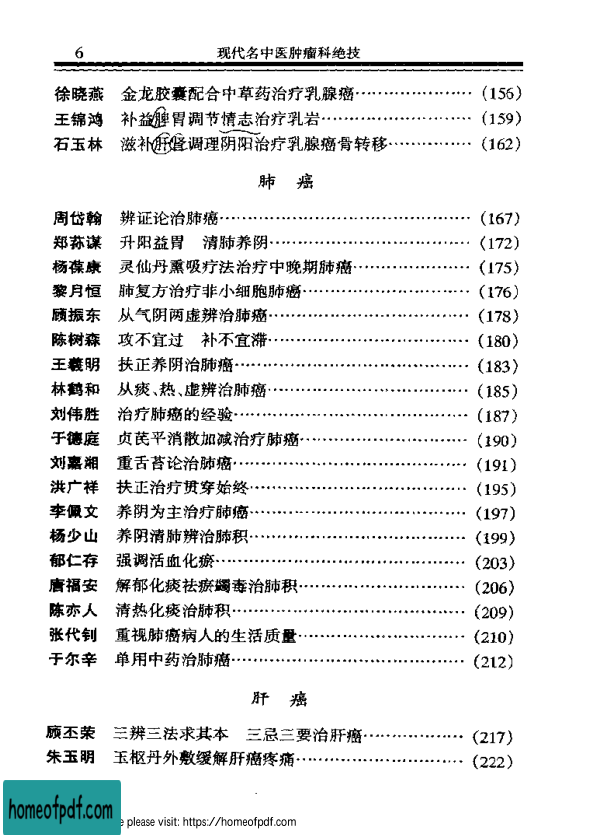 6 现代名中医肿瘤科绝技
徐晓燕 金龙胶囊配合中草药治疗乳腺癌………………… (156)
王锦鸿 补益脾胃调节情志治疗乳岩……………………… (159)
石玉林 滋补肝肾调理阴阳治疗乳腺癌骨转移…………… (162)
肺 癌
周岱翰 辨证论治肺癌……………………………………… (167)
郑荪谋 升阳益胃 清肺养阴……………………………… (172)
杨葆康 灵仙丹熏吸疗法治疗中晚期肺癌………………… (175)
黎月恒 肺复方治疗非小细胞肺癌………………………… (176)
顾振东 从气阴两虚辨治肺癌……………………………… (178)
陈树森 攻不宜过 补不宜滞……………………………… (180)
王羲明 扶正养阴治肺癌…………………………………… (183)
林鹤和 从痰、热、虚辨治肺癌…………………………… (185)
刘伟胜 治疗肺癌的经验…………………………………… (187)
于德庭 贞芪平消散加减治疗肺癌………………………… (190)
刘嘉湘 重舌苔论治肺癌…………………………………… (191)
洪广祥 扶正治疗贯穿始终………………………………… (195)
李佩文 养阴为主治疗肺癌………………………………… (197)
杨少山 养阴清肺辨治肺积………………………………… (199)
郁仁存 强调活血化瘀……………………………………… (203)
唐福安 解郁化痰祛瘀蠲毒治肺积………………………… (206)
陈亦人 清热化痰治肺积…………………………………… (209)
张代钊 重视肺癌病人的生活质量………………………… (210)
于尔辛 单用中药治肺癌…………………………………… (212)
肝 癌
顾丕荣 三辨三法求其本 三忌三要治肝癌……………… (217)
朱玉明 玉枢丹外敷缓解肝癌疼痛………………………… (222)
homeofpdf.com
e please visit: https://homeofpdf.com